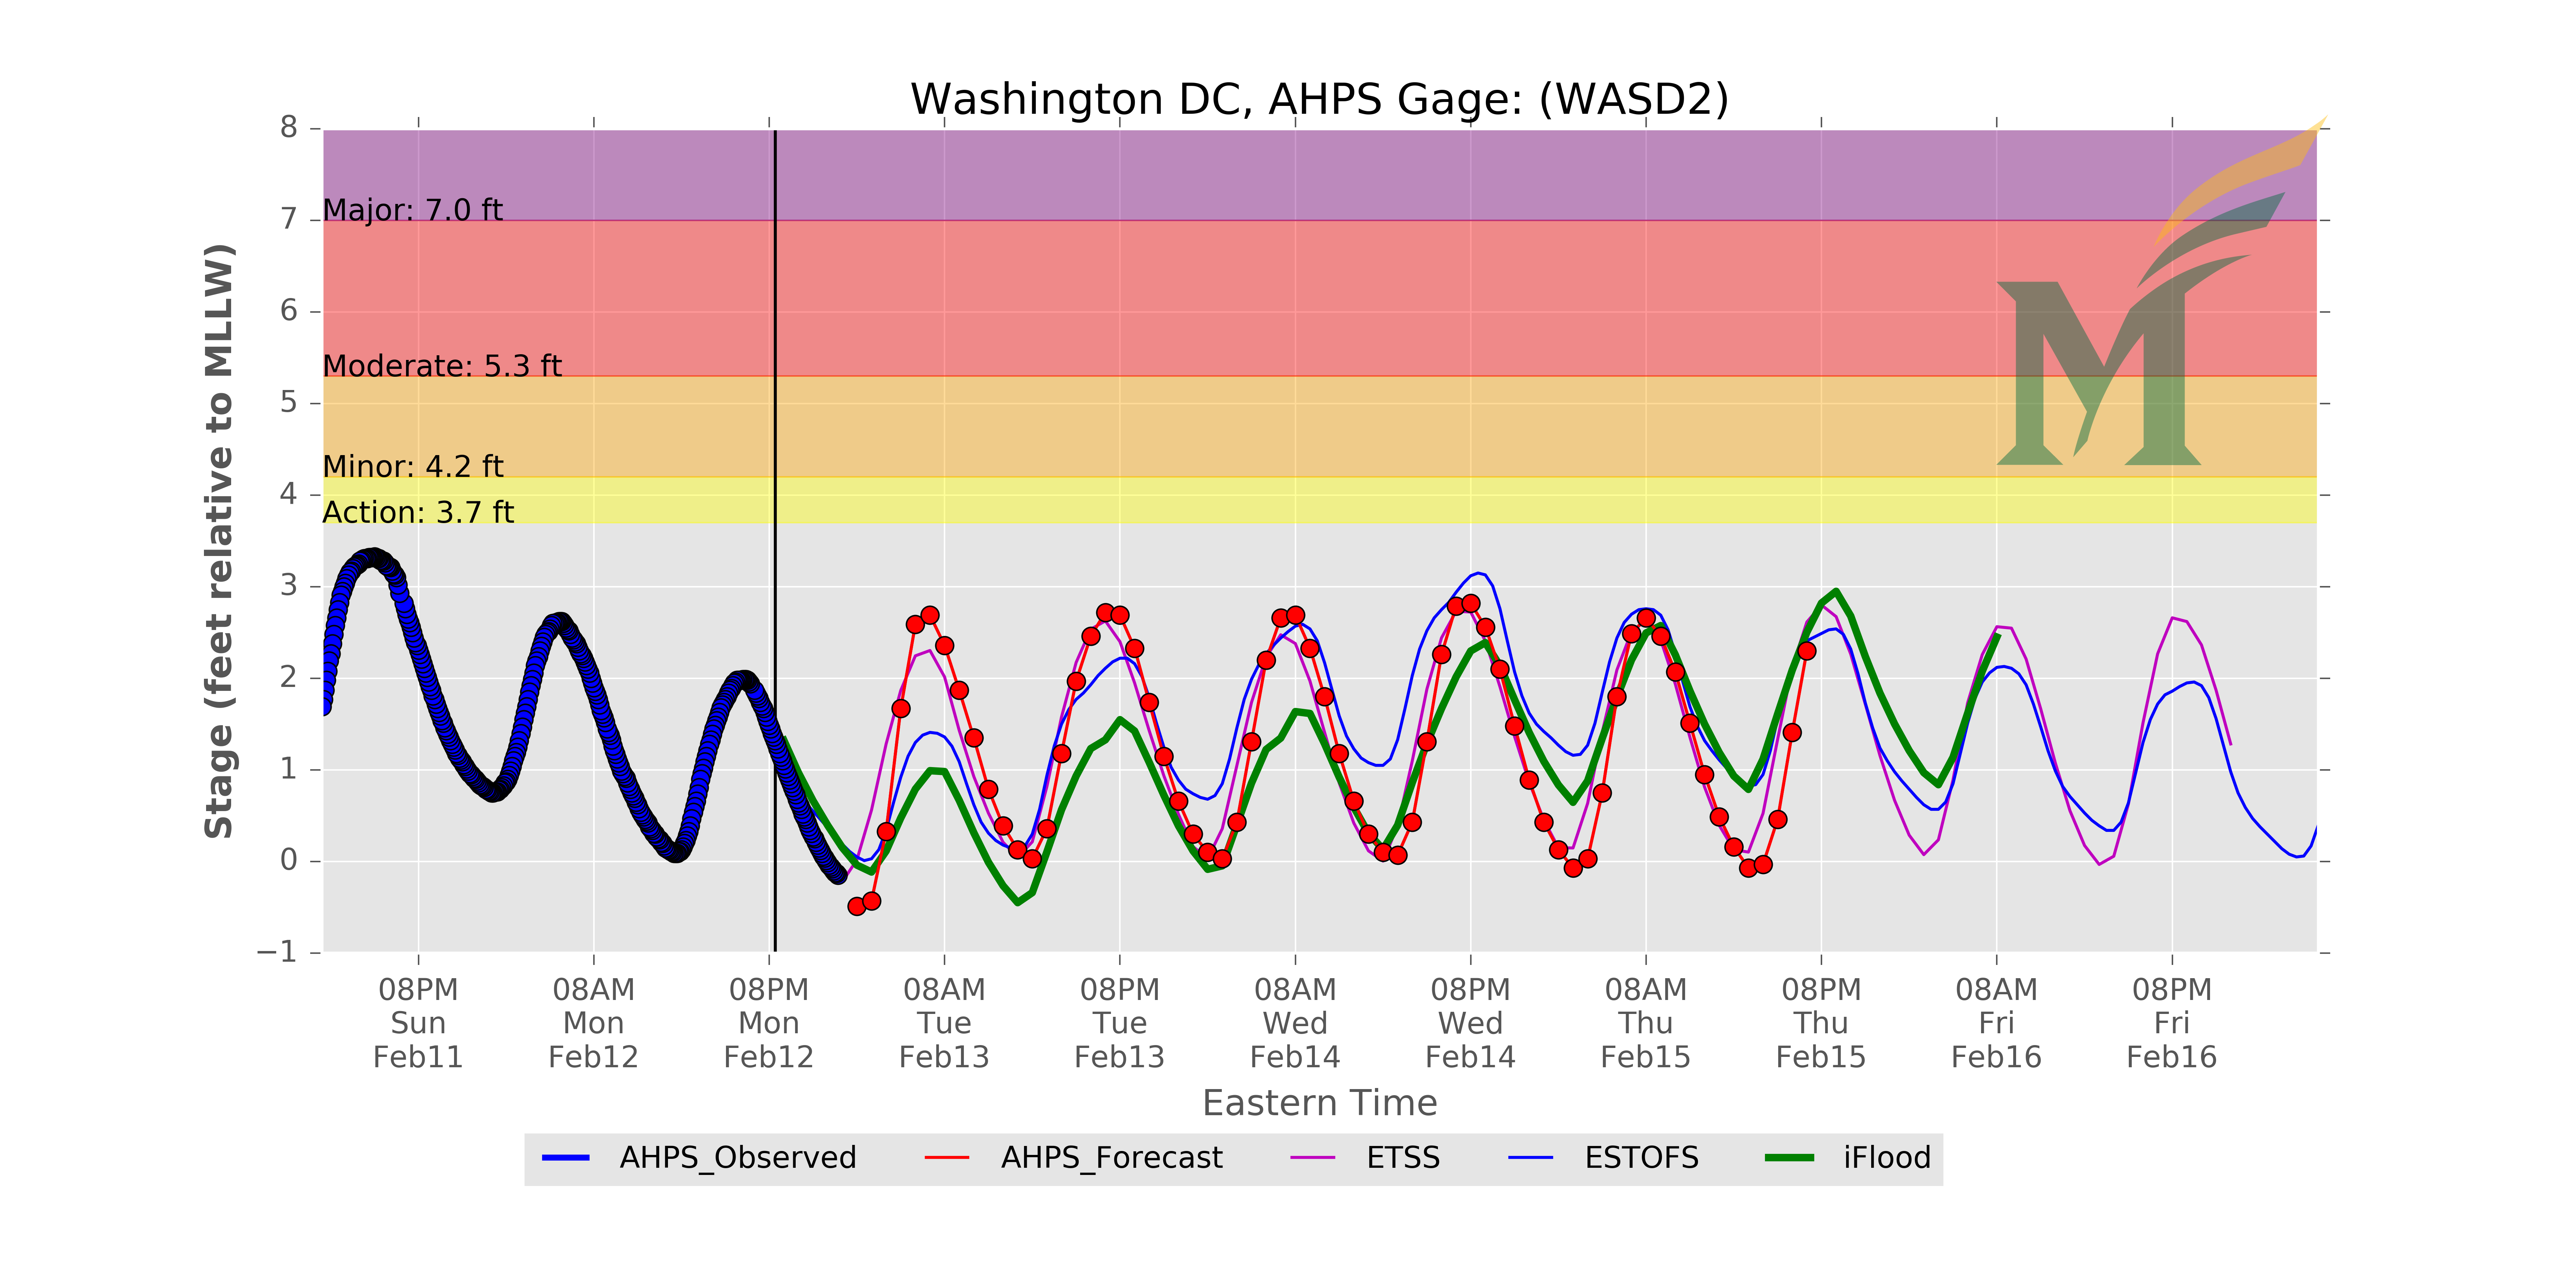 Washington DC, AHPS Gage: (WASD2)
8
7
6
5
4
3
2
1
0
−1
Stage (feet relative to MLLW)
Major: 7.0 ft
Moderate: 5.3 ft
Minor: 4.2 ft
Action: 3.7 ft
M
08PM
Sun
Feb11
08AM
Mon
Feb12
08PM
Mon
Feb12
08AM
Tue
Feb13
08PM
Tue
Feb13
08AM
Wed
Feb14
08PM
Wed
Feb14
08AM
Thu
Feb15
08PM
Thu
Feb15
08AM
Fri
Feb16
08PM
Fri
Feb16
Eastern Time
AHPS_Observed
AHPS_Forecast
ETSS
ESTOFS
iFlood